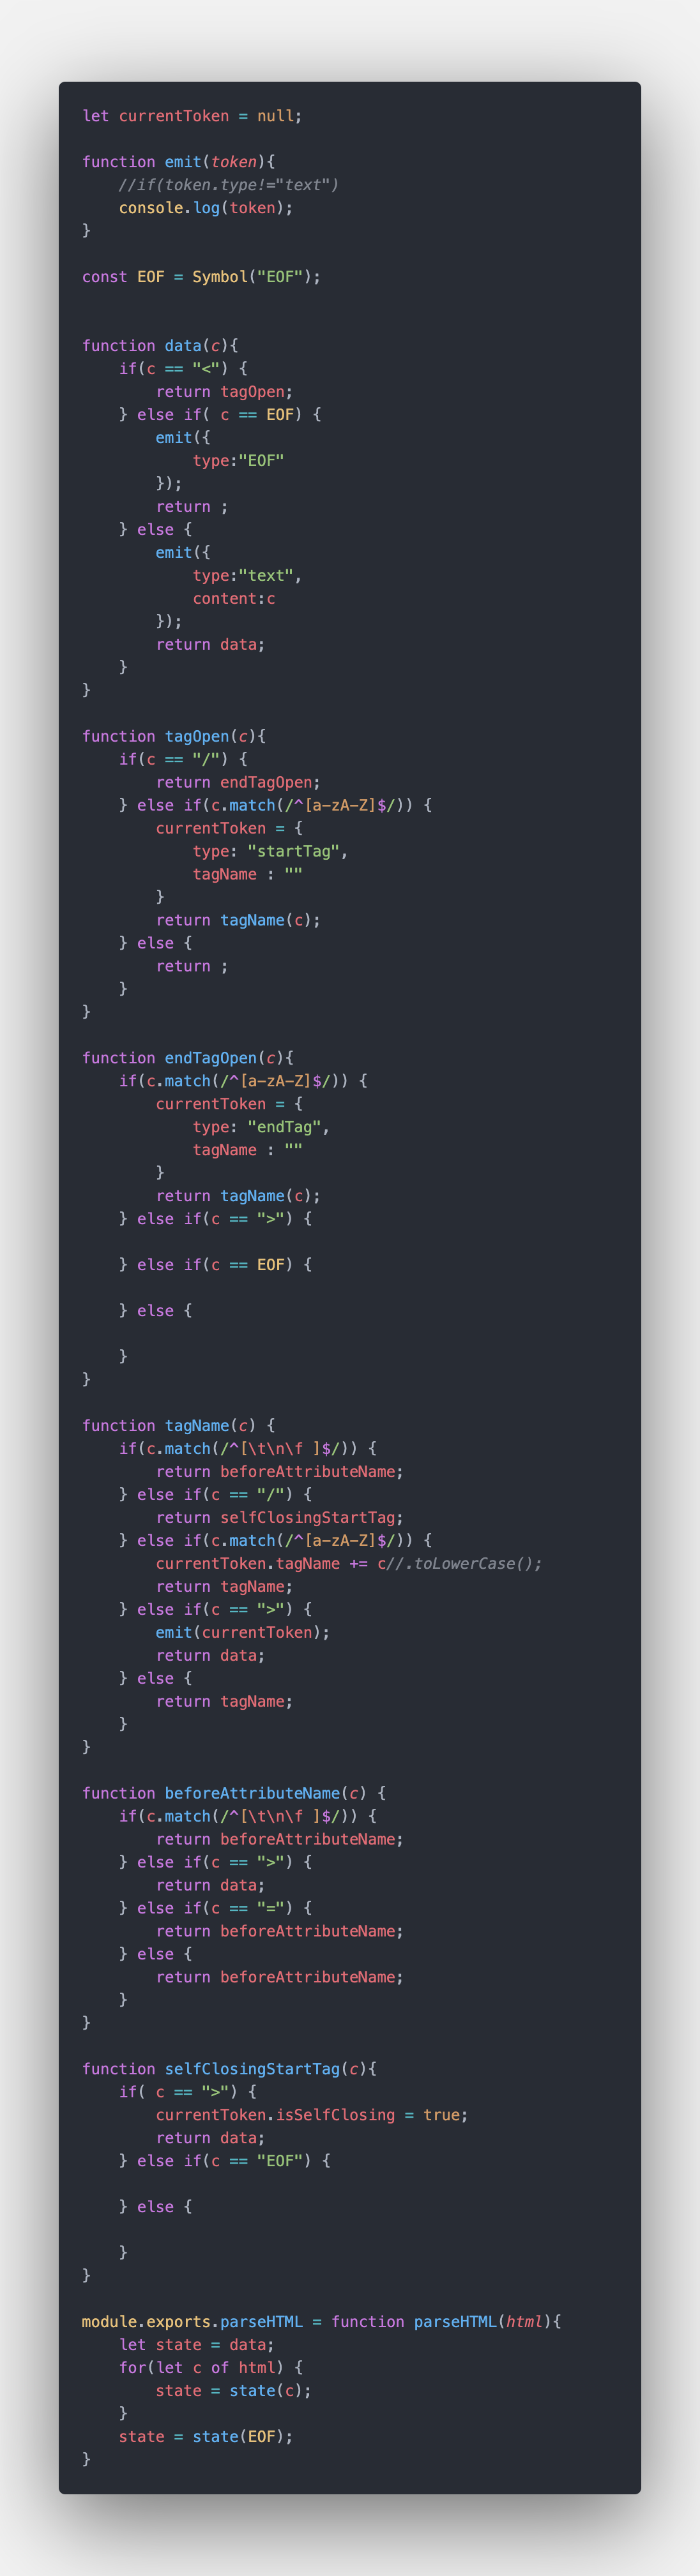 let currentToken = null;
function emit(token){
    //if(token.type!="text")
    console.log(token);
}
const EOF = Symbol("EOF");
function data(c){
    if(c == "<") {
        return tagOpen;
    } else if( c == EOF) {
        emit({
            type:"EOF"
        });
        return ;
    } else {
        emit({
            type:"text",
            content:c
        });
        return data;
    }
}
function tagOpen(c){
    if(c == "/") {
        return endTagOpen;
    } else if(c.match(/^[a-zA-Z]$/)) {
        currentToken = {
            type: "startTag",
            tagName : ""
        }
        return tagName(c);
    } else {
        return ;
    }
}
function endTagOpen(c){
    if(c.match(/^[a-zA-Z]$/)) {
        currentToken = {
            type: "endTag",
            tagName : ""
        }
        return tagName(c);
    } else if(c == ">") {
    } else if(c == EOF) {
    } else {
    }
}
function tagName(c) {
    if(c.match(/^[\t\n\f ]$/)) {
        return beforeAttributeName;
    } else if(c == "/") {
        return selfClosingStartTag;
    } else if(c.match(/^[a-zA-Z]$/)) {
        currentToken.tagName += c//.toLowerCase();
        return tagName;
    } else if(c == ">") {
        emit(currentToken);
        return data;
    } else {
        return tagName;
    }
}
function beforeAttributeName(c) {
    if(c.match(/^[\t\n\f ]$/)) {
        return beforeAttributeName;
    } else if(c == ">") {
        return data;
    } else if(c == "=") {
        return beforeAttributeName;
    } else {
        return beforeAttributeName;
    }
}
function selfClosingStartTag(c){
    if( c == ">") {
        currentToken.isSelfClosing = true;
        return data;
    } else if(c == "EOF") {
    } else {
    }
}
module.exports.parseHTML = function parseHTML(html){
    let state = data;
    for(let c of html) {
        state = state(c);
    }
    state = state(EOF);
}